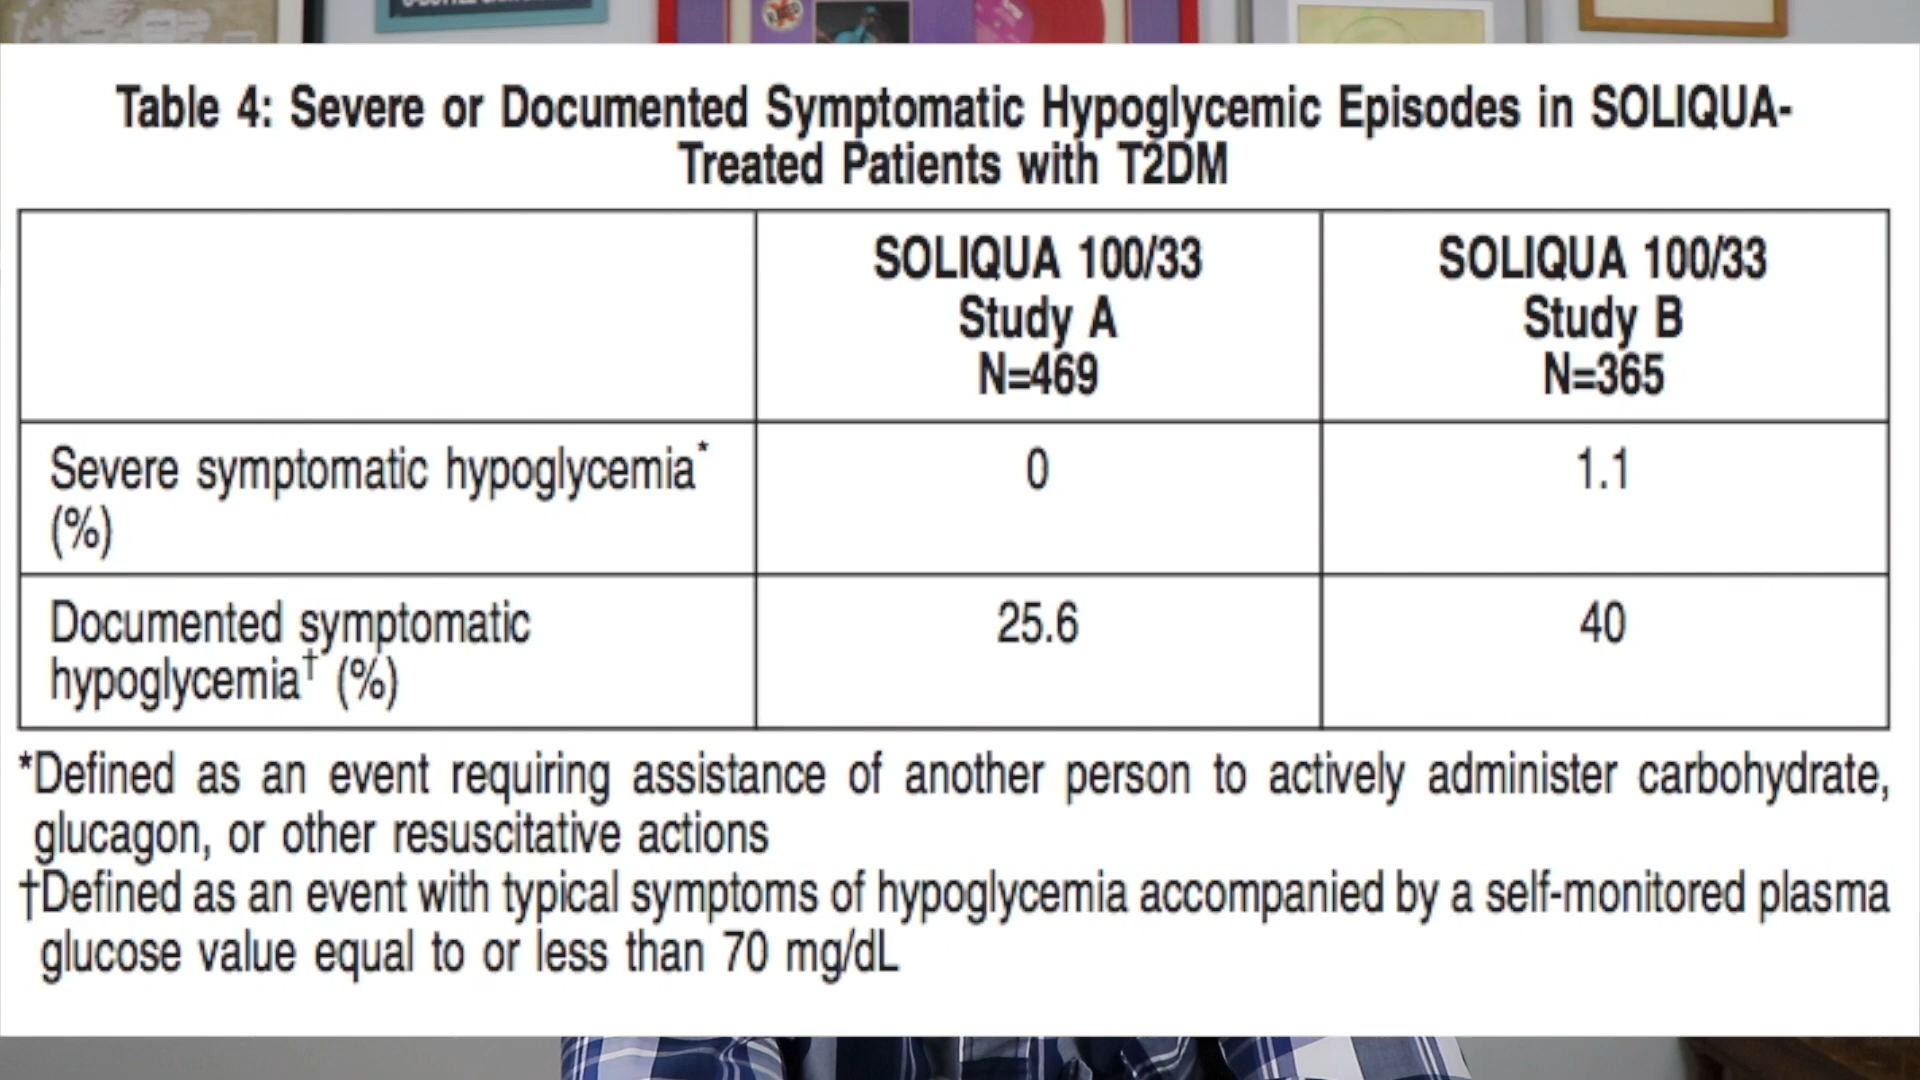 Table 4: Severe or Documented Symptomatic Hypoglycemic Episodes in SOLIQUA-
Treated Patients with T2DM
SOLIQUA 100/33
Study A
N=469
SOLIQUA 100/33
Study B
N=365
Severe symptomatic hypoglycemia*
(%)
0
1.1
Documented symptomatic
hypoglycemia† (%)
25.6
40
*Defined as an event requiring assistance of another person to actively administer carbohydrate,
glucagon, or other resuscitative actions
†Defined as an event with typical symptoms of hypoglycemia accompanied by a self-monitored plasma
glucose value equal to or less than 70 mg/dL